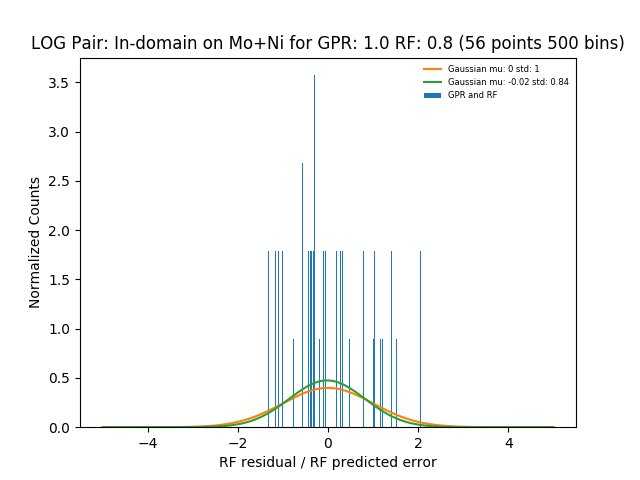 LOG Pair: In-domain on Mo+Ni for GPR: 1.0 RF: 0.8 (56 points 500 bins)
Gaussian mu: 0 std: 1
Gaussian mu: -0.02 std: 0.84
GPR and RF
Normalized Counts
3.5
3.0
2.5
2.0
1.5
1.0
0.5
0.0
−4 −2 0 2 4
RF residual / RF predicted error